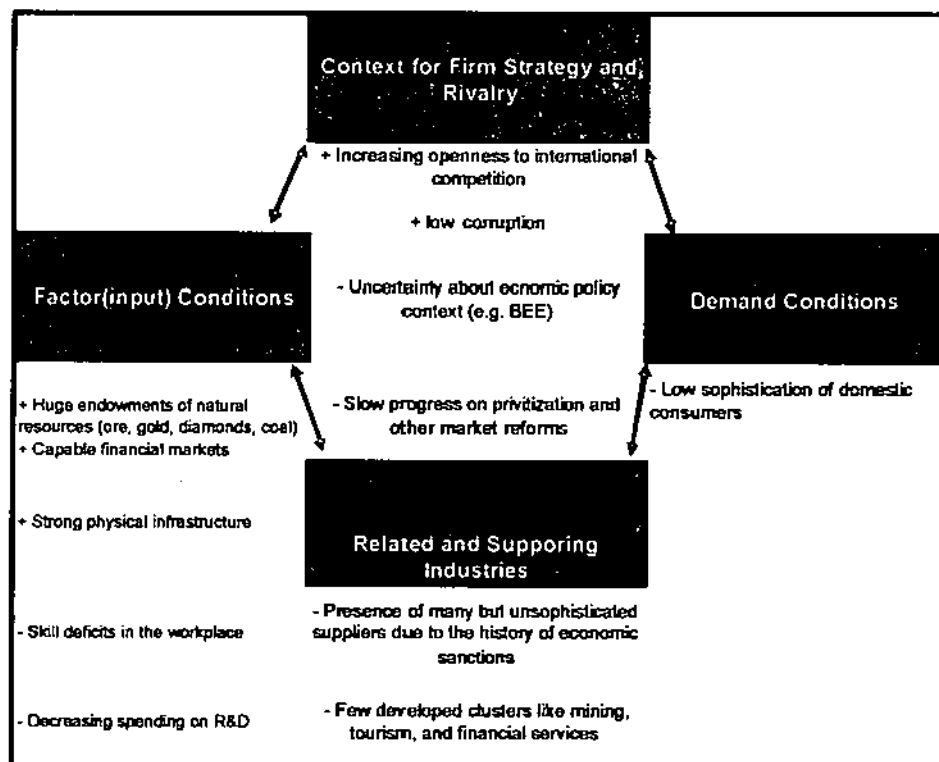 Context for Firm Strategy and
Rivalry
+ Increasing openness to international
competition
+ low corruption
- Uncertainty about ecnomic policy
context (e.g. BEE)
- Slow progress on privitization and
other market reforms
Factor(input) Conditions
+ Huge endowments of natural
resources (ore, gold, diamonds, coal)
+ Capable financial markets
+ Strong physical infrastructure
- Skill deficits in the workplace
- Decreasing spending on R&D
Demand Conditions
- Low sophistication of domestic
consumers
Related and Supporing
Industries
- Presence of many but unsophisticated
suppliers due to the history of economic
sanctions
- Few developed clusters like mining,
tourism, and financial services